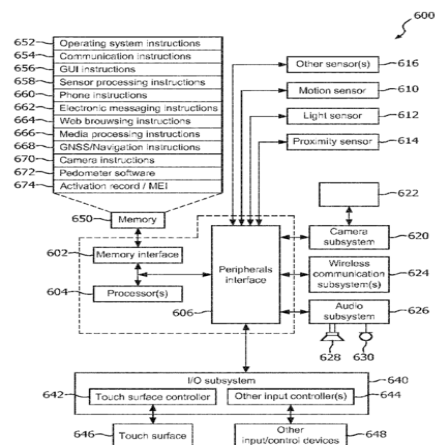 600
652 Operating system instructions
654 Communication instructions
656 GUI instructions
658 Sensor processing instructions
660 Phone instructions
662 Electronic messaging instructions
664 Web brouwsing instructions
666 Media processing instructions
668 GNSS/Navigation instructions
670 Camera instructions
672 Pedometer software
674 Activation record / MEI
650 Memory
602 Memory interface
604 Processor(s)
606 Peripherals
interface
Other sensor(s) 616
Motion sensor 610
Light sensor 612
Proximity sensor 614
622
Camera
subsystem 620
Wireless
communication
subsystem(s) 624
Audio
subsystem 626
628 630
I/O subsystem 640
642 Touch surface controller
Other input controller(s) 644
646 Touch surface
Other
input/control devices 648